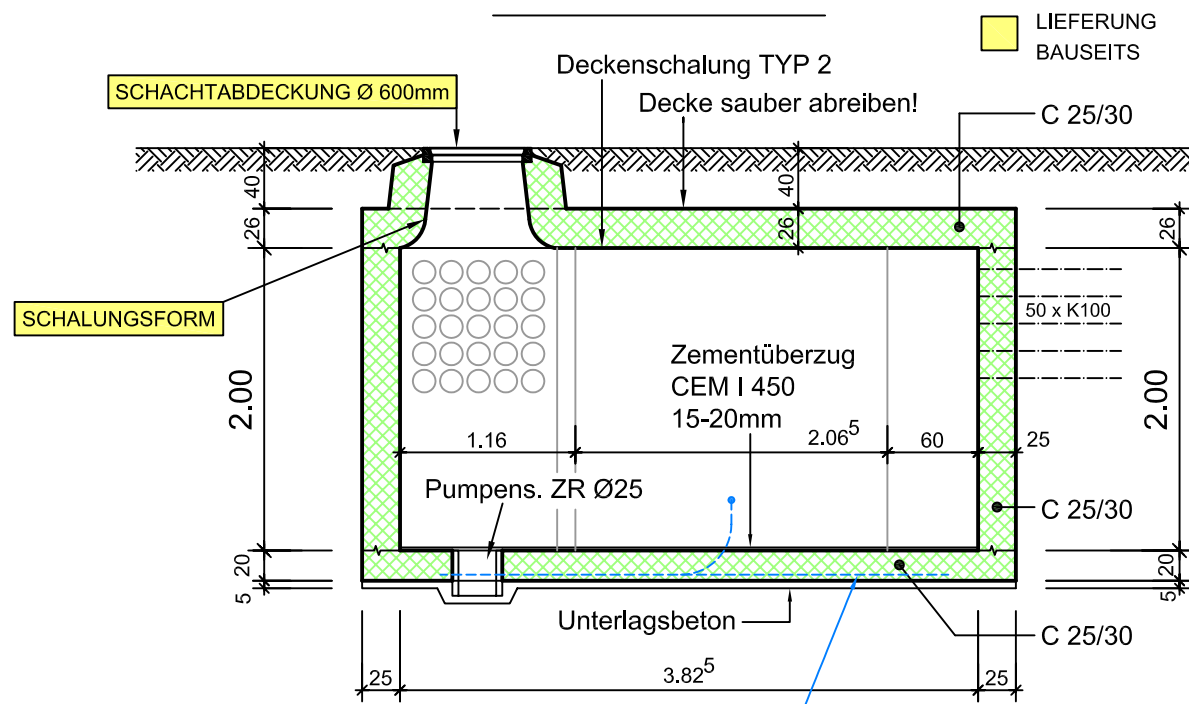 LIEFERUNG
BAUSEITS
Deckenschalung TYP 2
SCHACHTABDECKUNG Ø 600mm
Decke sauber abreiben!
C 25/30
40
40
26
26
26
SCHALUNGSFORM
50 x K100
Zementüberzug
CEM I 450
15-20mm
2.00
2.00
1.16
2.06⁵
60
25
Pumpens. ZR Ø25
C 25/30
20
20
5
5
Unterlagsbeton
C 25/30
25
3.82⁵
25